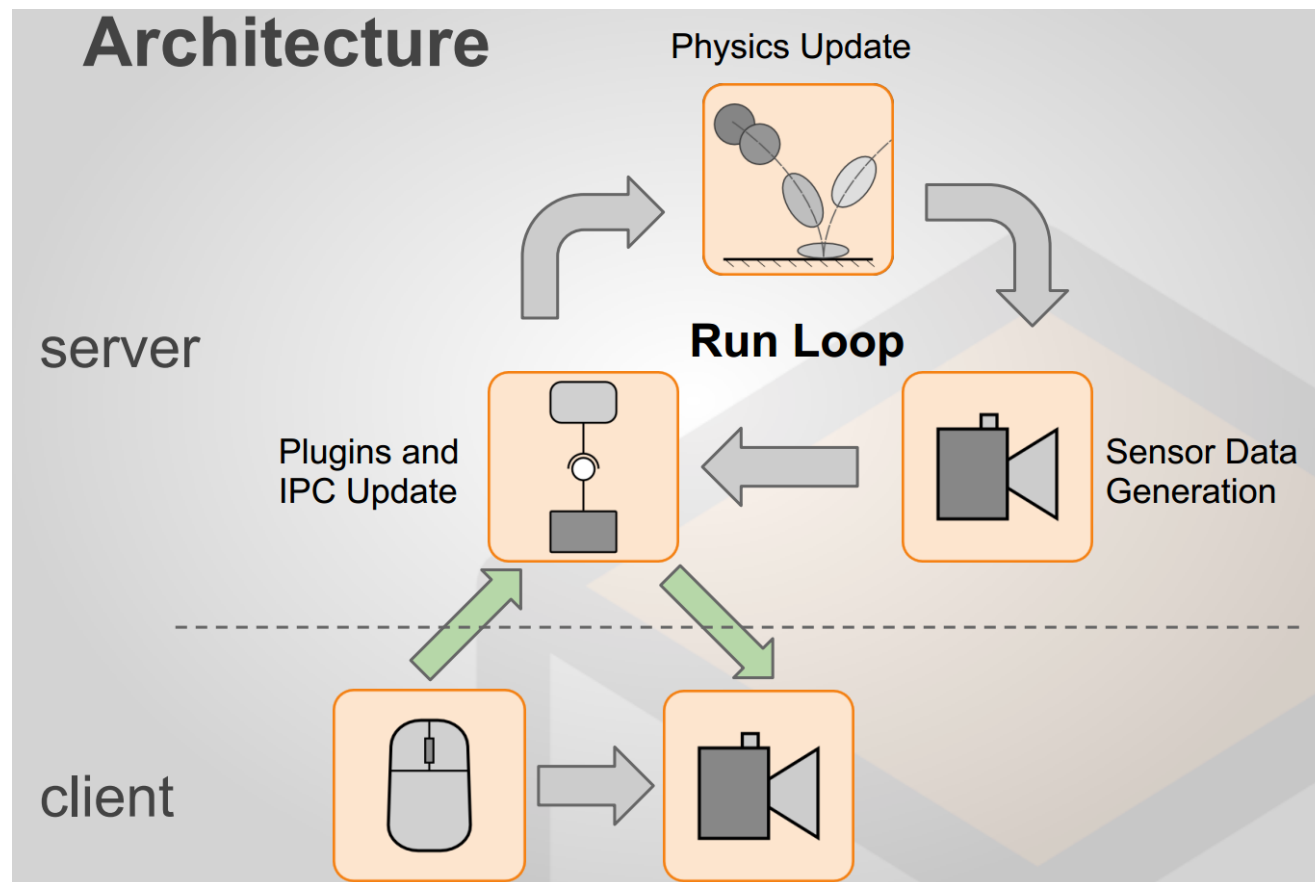 Architecture
Physics Update
server
Run Loop
Plugins and
IPC Update
Sensor Data
Generation
client